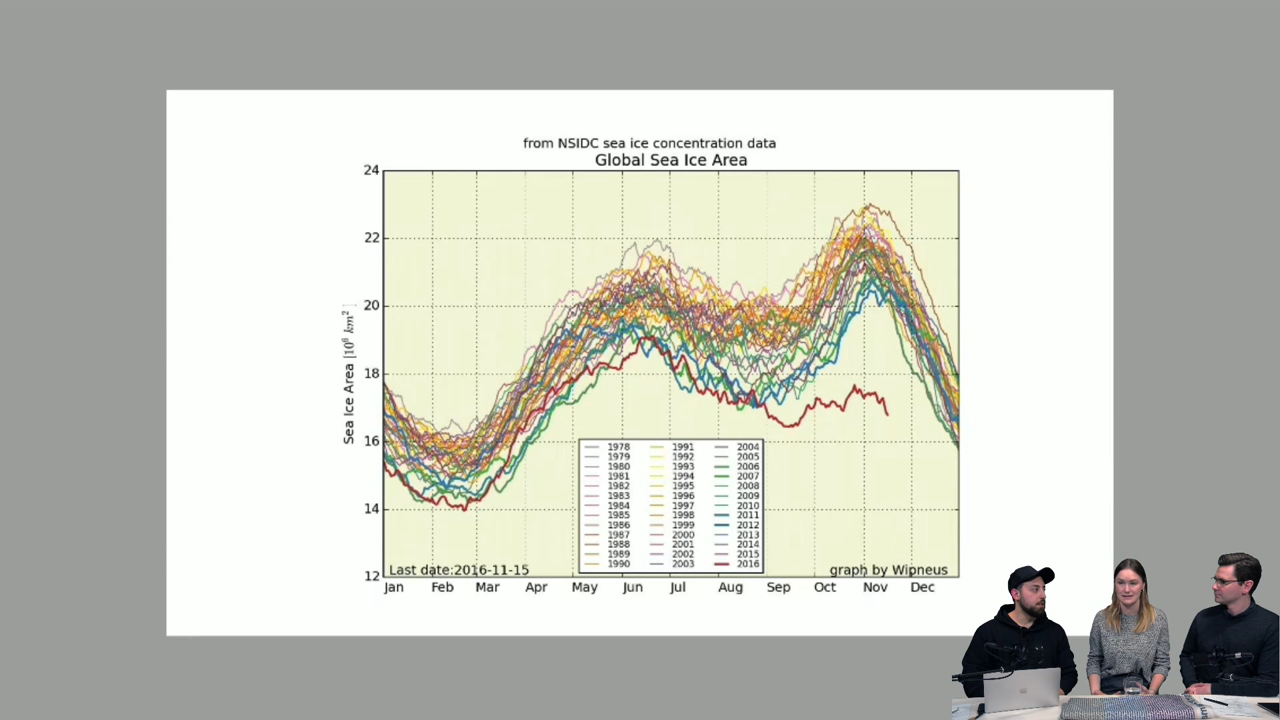 from NSIDC sea ice concentration data
Global Sea Ice Area
24
22
20
18
16
14
12
Sea Ice Area [10⁶ km²]
1978 1991 2004
1979 1992 2005
1980 1993 2006
1981 1994 2007
1982 1995 2008
1983 1996 2009
1984 1997 2010
1985 1998 2011
1986 1999 2012
1987 2000 2013
1988 2001 2014
1989 2002 2015
1990 2003 2016
Last date:2016-11-15 graph by Wipneus
Jan Feb Mar Apr May Jun Jul Aug Sep Oct Nov Dec